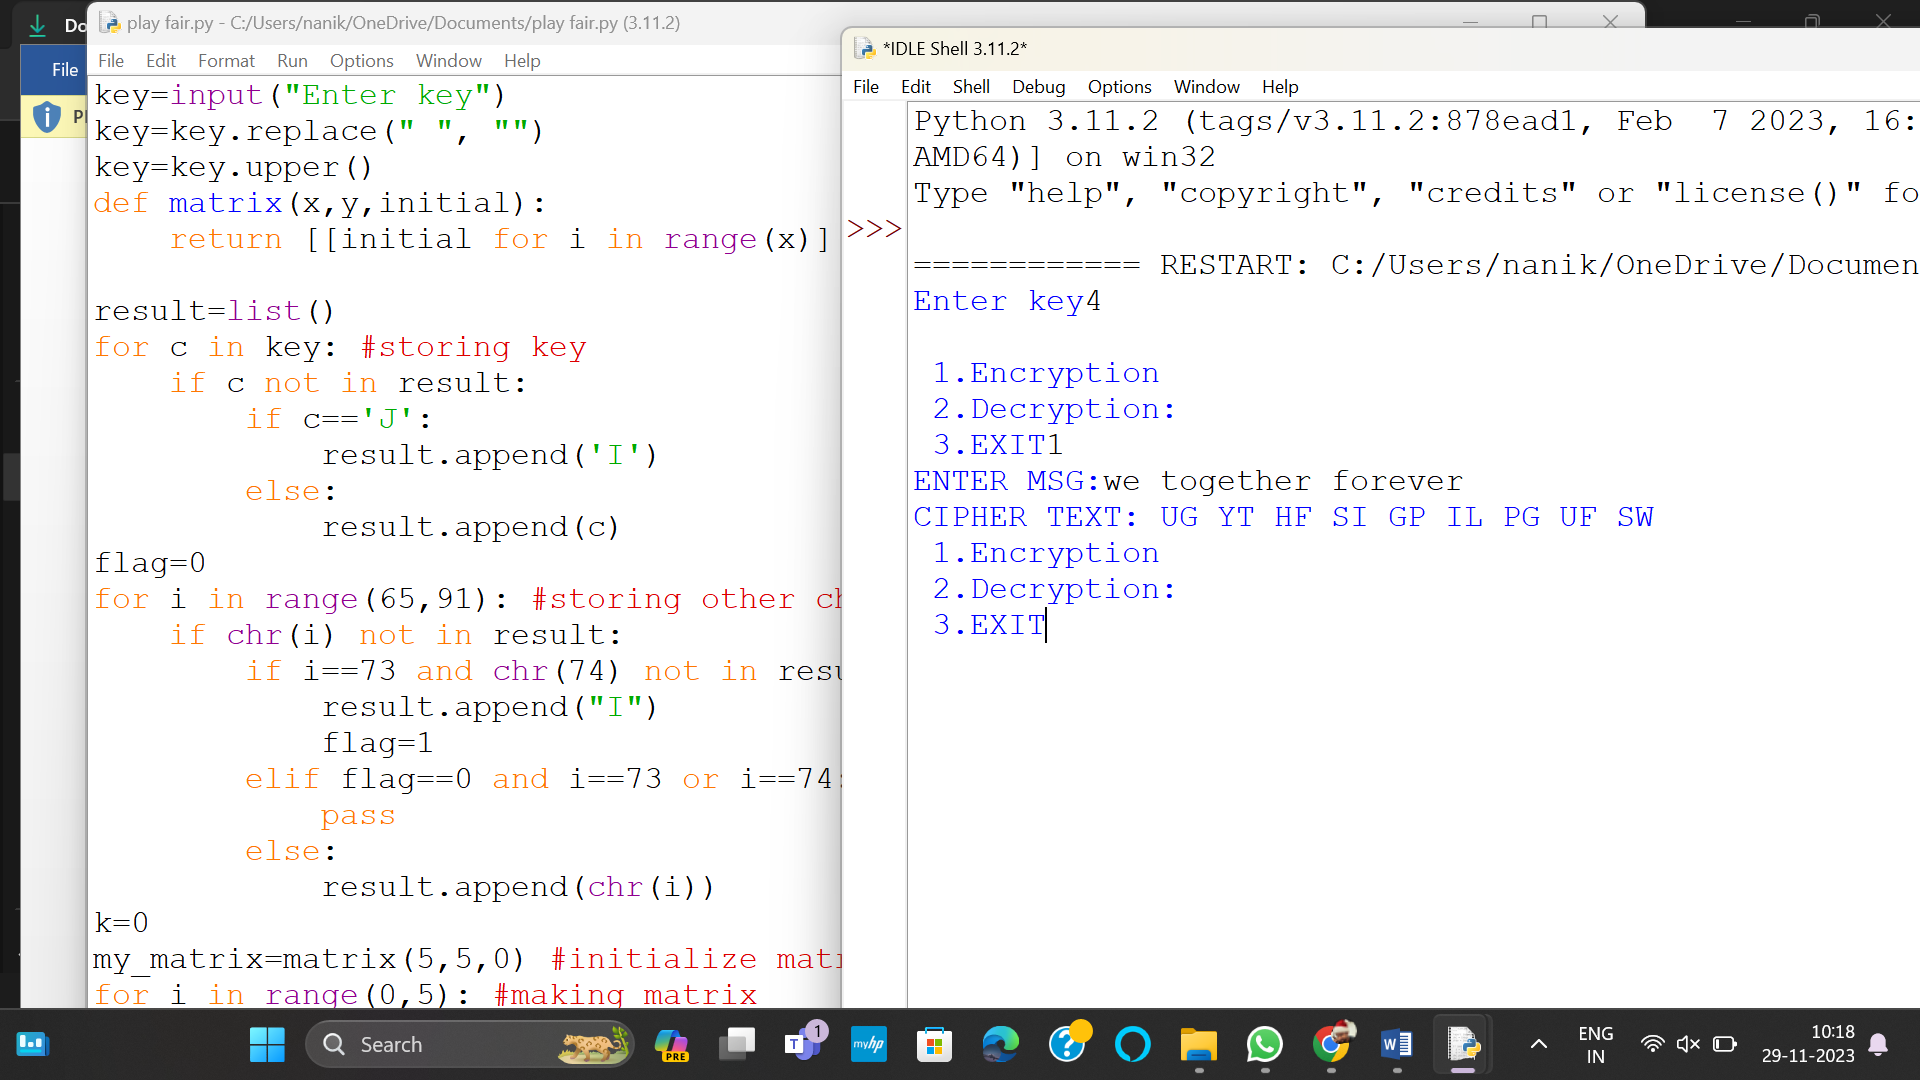 Do
play fair.py - C:/Users/nanik/OneDrive/Documents/play fair.py (3.11.2)
File Edit Format Run Options Window Help
File
Pl
key=input("Enter key")
key=key.replace(" ", "")
key=key.upper()
def matrix(x,y,initial):
    return [[initial for i in range(x)]

result=list()
for c in key: #storing key
    if c not in result:
        if c=='J':
            result.append('I')
        else:
            result.append(c)
flag=0
for i in range(65,91): #storing other ch
    if chr(i) not in result:
        if i==73 and chr(74) not in resu
            result.append("I")
            flag=1
        elif flag==0 and i==73 or i==74:
            pass
        else:
            result.append(chr(i))
k=0
my_matrix=matrix(5,5,0) #initialize matr
for i in range(0,5): #making matrix
*IDLE Shell 3.11.2*
File Edit Shell Debug Options Window Help
Python 3.11.2 (tags/v3.11.2:878ead1, Feb  7 2023, 16:
AMD64)] on win32
Type "help", "copyright", "credits" or "license()" fo
>>>
============ RESTART: C:/Users/nanik/OneDrive/Documen
Enter key4

 1.Encryption
 2.Decryption:
 3.EXIT1
ENTER MSG:we together forever
CIPHER TEXT: UG YT HF SI GP IL PG UF SW
 1.Encryption
 2.Decryption:
 3.EXIT
Search
PRE
T
1
my hp
W
ENG
IN
10:18
29-11-2023